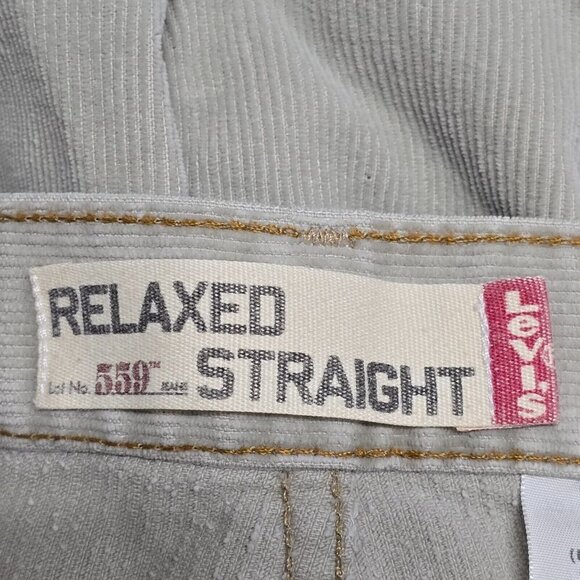 RELAXED
Lot No. 559™ JEANS STRAIGHT
Levi's